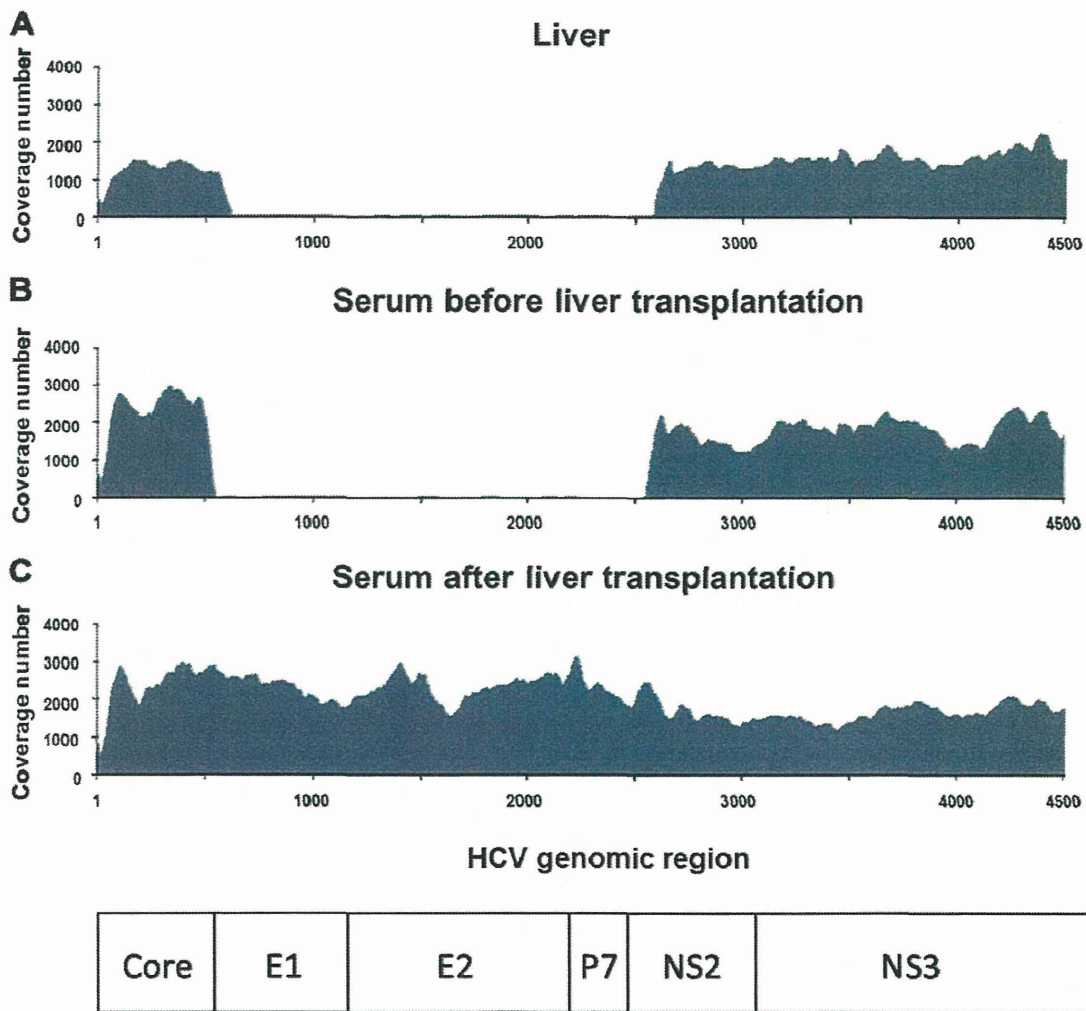 A
Liver
Coverage number
4000
3000
2000
1000
0
1 1000 2000 3000 4000 4500
B
Serum before liver transplantation
Coverage number
4000
3000
2000
1000
0
1 1000 2000 3000 4000 4500
C
Serum after liver transplantation
Coverage number
4000
3000
2000
1000
0
1 1000 2000 3000 4000 4500
HCV genomic region
Core E1 E2 P7 NS2 NS3